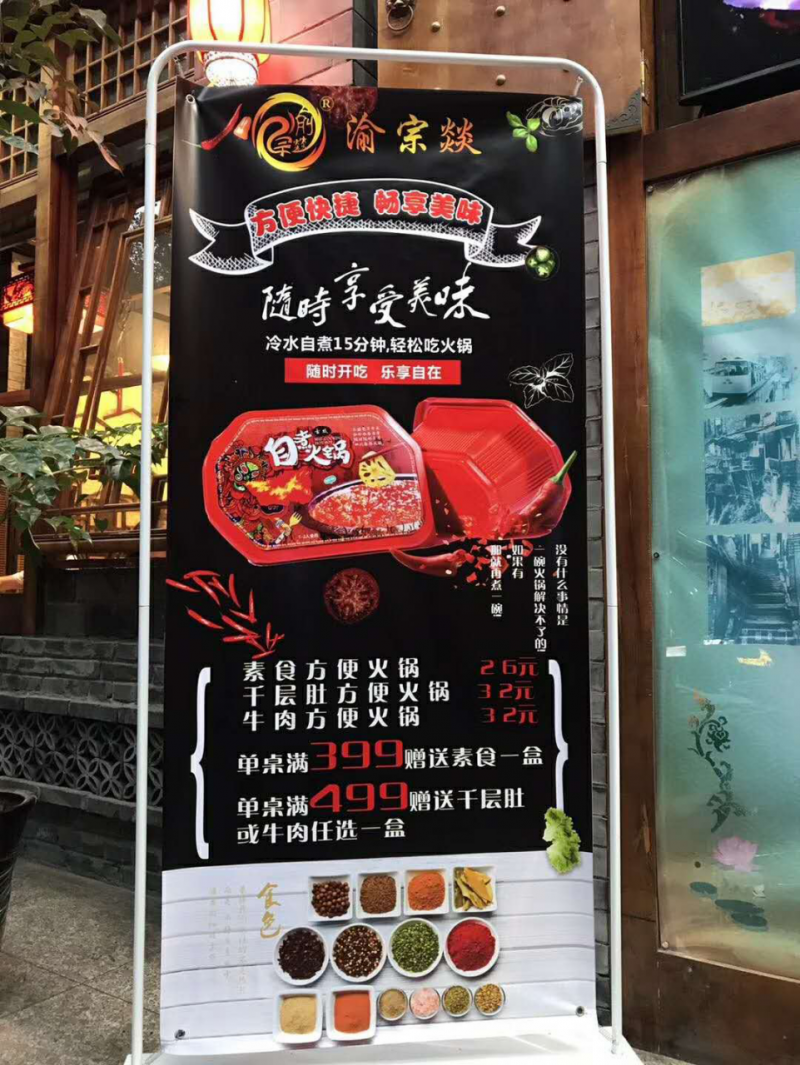 渝宗燚®
渝宗燚
方便快捷 畅享美味
随時享受美味
冷水自煮15分钟,轻松吃火锅
随时开吃 乐享自在
自煮火锅
没有什么事情是
一碗火锅解决不了的!
如果有
那就再煮一碗!
素食方便火锅 26元
千层肚方便火锅 32元
牛肉方便火锅 32元
单桌满399赠送素食一盒
单桌满499赠送千层肚
或牛肉任选一盒
食色